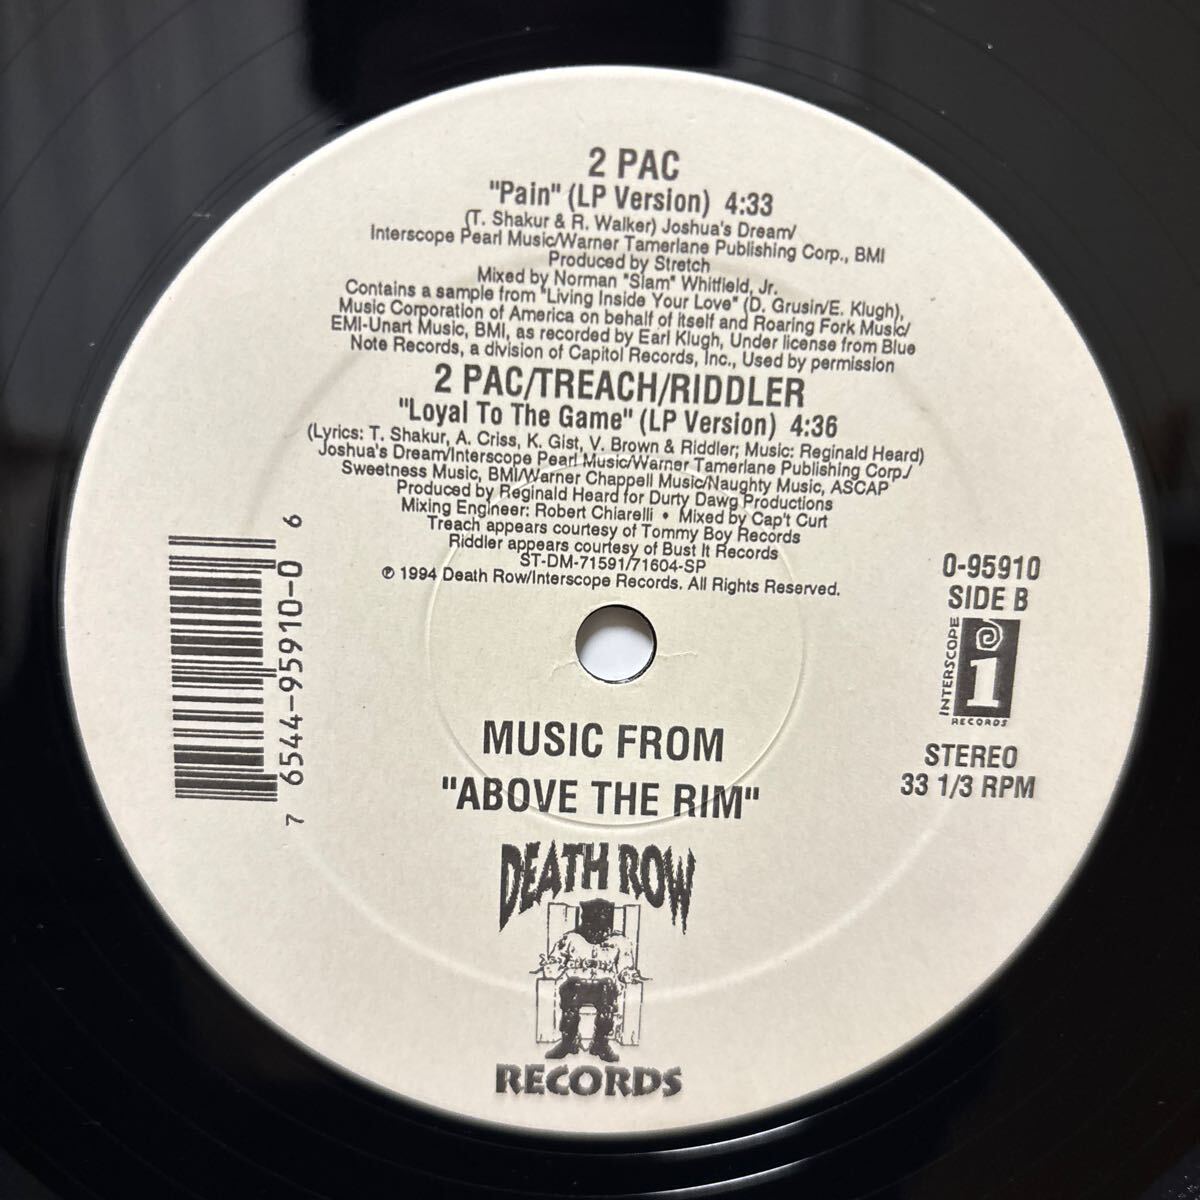 2 PAC
"Pain" (LP Version) 4:33
(T. Shakur & R. Walker) Joshua's Dream/
Interscope Pearl Music/Warner Tamerlane Publishing Corp., BMI
Produced by Stretch
Mixed by Norman "Slam" Whitfield, Jr.
Contains a sample from "Living Inside Your Love" (D. Grusin/E. Klugh),
Music Corporation of America on behalf of itself and Roaring Fork Music/
EMI-Unart Music, BMI, as recorded by Earl Klugh, Under license from Blue
Note Records, a division of Capitol Records, Inc., Used by permission
2 PAC/TREACH/RIDDLER
"Loyal To The Game" (LP Version) 4:36
(Lyrics: T. Shakur, A. Criss, K. Gist, V. Brown & Riddler; Music: Reginald Heard)
Joshua's Dream/Interscope Pearl Music/Warner Tamerlane Publishing Corp./
Sweetness Music, BMI/Warner Chappell Music/Naughty Music, ASCAP
Produced by Reginald Heard for Durty Dawg Productions
Mixing Engineer: Robert Chiarelli • Mixed by Cap't Curt
Treach appears courtesy of Tommy Boy Records
Riddler appears courtesy of Bust It Records
ST-DM-71591/71604-SP
℗ 1994 Death Row/Interscope Records. All Rights Reserved.
7 6544-95910-0 6
0-95910
SIDE B
INTERSCOPE
i
RECORDS
STEREO
33 1/3 RPM
MUSIC FROM
"ABOVE THE RIM"
DEATH ROW
RECORDS